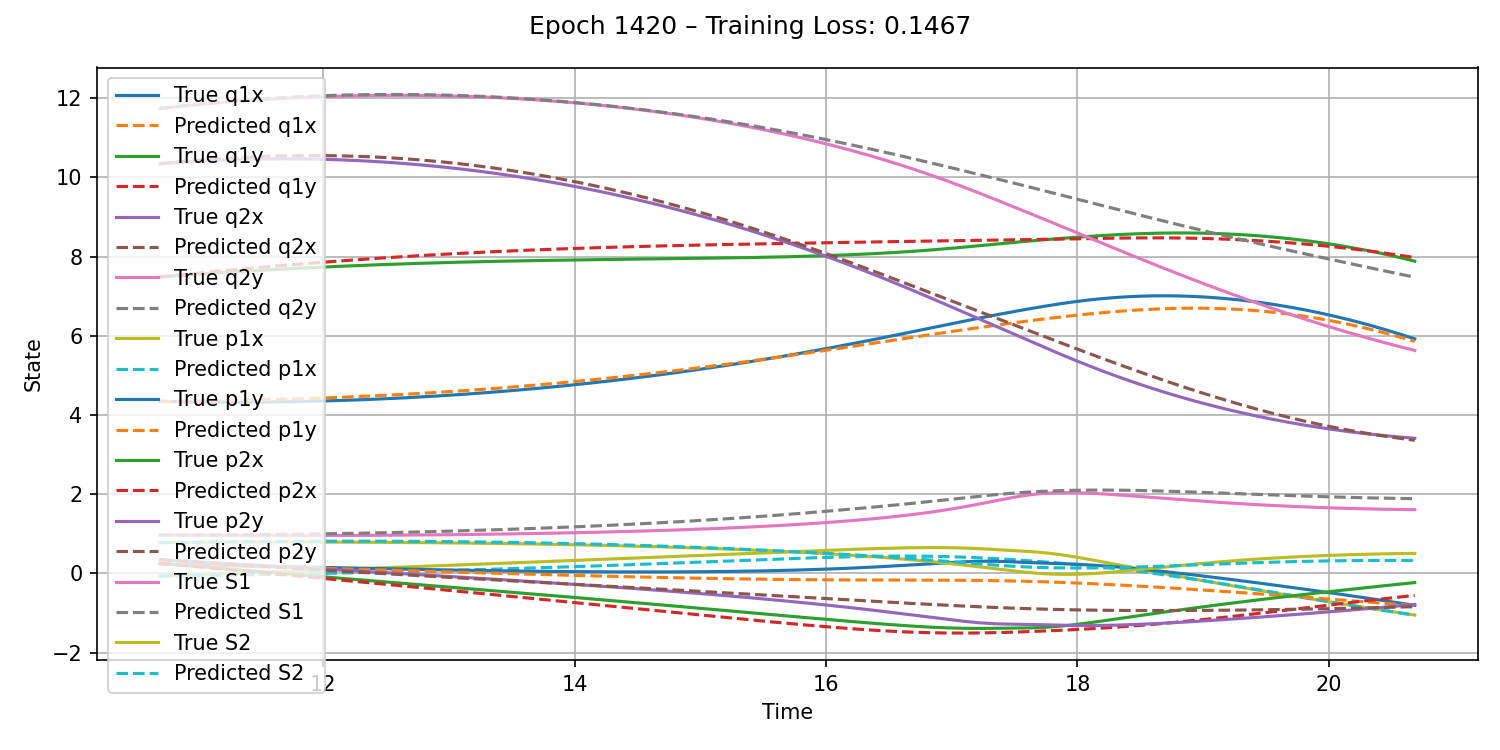 Epoch 1420 – Training Loss: 0.1467
12
10
8
6
4
2
0
−2
State
True q1x
Predicted q1x
True q1y
Predicted q1y
True q2x
Predicted q2x
True q2y
Predicted q2y
True p1x
Predicted p1x
True p1y
Predicted p1y
True p2x
Predicted p2x
True p2y
Predicted p2y
True S1
Predicted S1
True S2
Predicted S2
12 14 16 18 20
Time